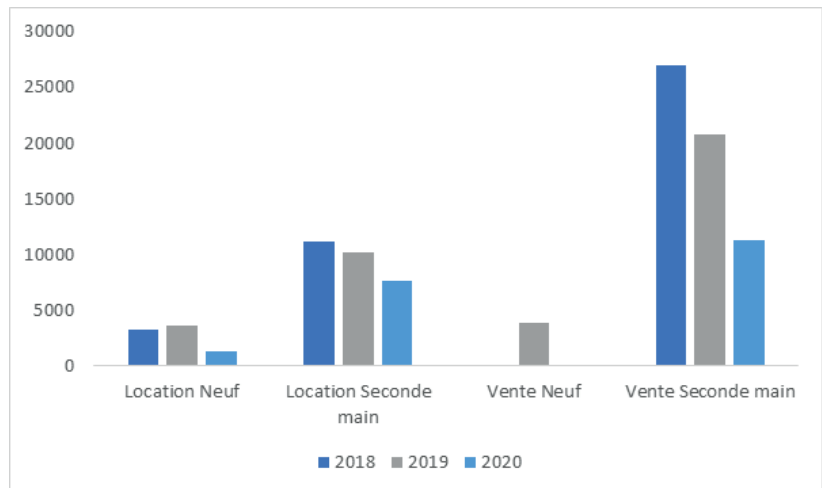 30000
25000
20000
15000
10000
5000
0
Location Neuf
Location Seconde
main
Vente Neuf
Vente Seconde main
2018
2019
2020